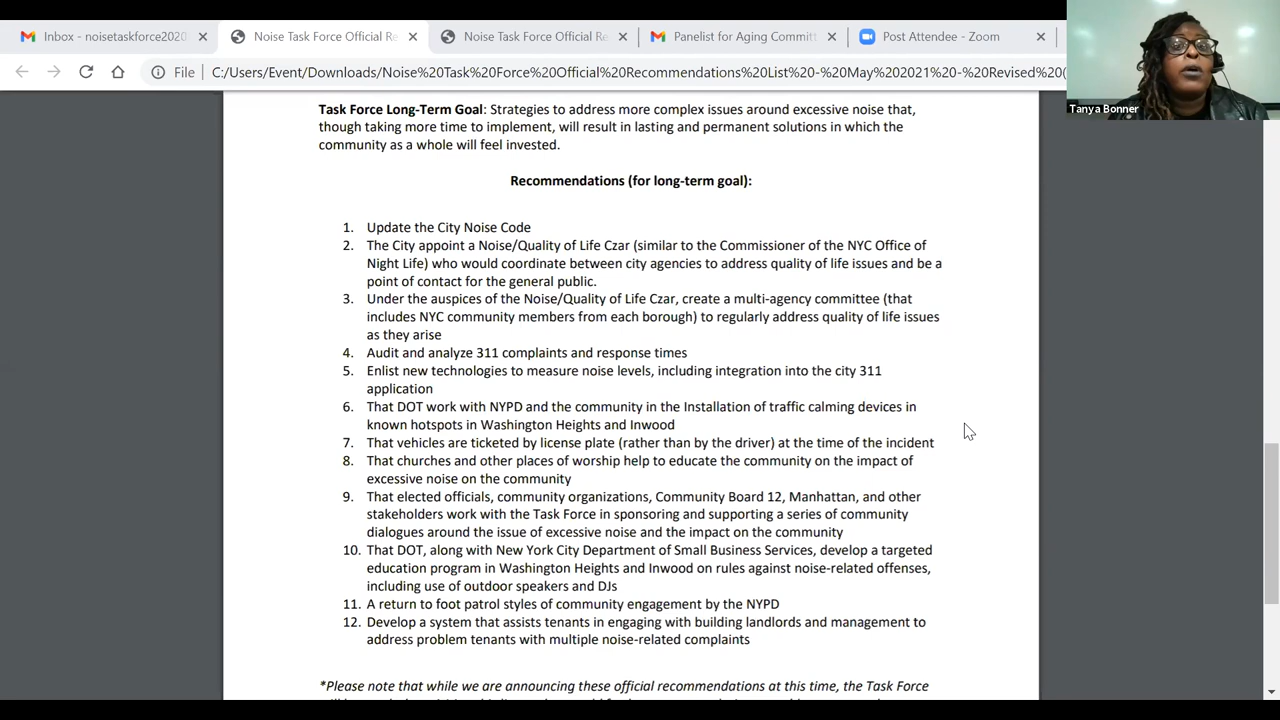 Inbox - noisetaskforce2020
Noise Task Force Official Re
Noise Task Force Official Re
Panelist for Aging Committ
Post Attendee - Zoom
File
C:/Users/Event/Downloads/Noise%20Task%20Force%20Official%20Recommendations%20List%20-%20May%202021%20-%20Revised%20(
Tanya Bonner
Task Force Long-Term Goal: Strategies to address more complex issues around excessive noise that,
though taking more time to implement, will result in lasting and permanent solutions in which the
community as a whole will feel invested.
Recommendations (for long-term goal):
1. Update the City Noise Code
2. The City appoint a Noise/Quality of Life Czar (similar to the Commissioner of the NYC Office of
Night Life) who would coordinate between city agencies to address quality of life issues and be a
point of contact for the general public.
3. Under the auspices of the Noise/Quality of Life Czar, create a multi-agency committee (that
includes NYC community members from each borough) to regularly address quality of life issues
as they arise
4. Audit and analyze 311 complaints and response times
5. Enlist new technologies to measure noise levels, including integration into the city 311
application
6. That DOT work with NYPD and the community in the Installation of traffic calming devices in
known hotspots in Washington Heights and Inwood
7. That vehicles are ticketed by license plate (rather than by the driver) at the time of the incident
8. That churches and other places of worship help to educate the community on the impact of
excessive noise on the community
9. That elected officials, community organizations, Community Board 12, Manhattan, and other
stakeholders work with the Task Force in sponsoring and supporting a series of community
dialogues around the issue of excessive noise and the impact on the community
10. That DOT, along with New York City Department of Small Business Services, develop a targeted
education program in Washington Heights and Inwood on rules against noise-related offenses,
including use of outdoor speakers and DJs
11. A return to foot patrol styles of community engagement by the NYPD
12. Develop a system that assists tenants in engaging with building landlords and management to
address problem tenants with multiple noise-related complaints
*Please note that while we are announcing these official recommendations at this time, the Task Force